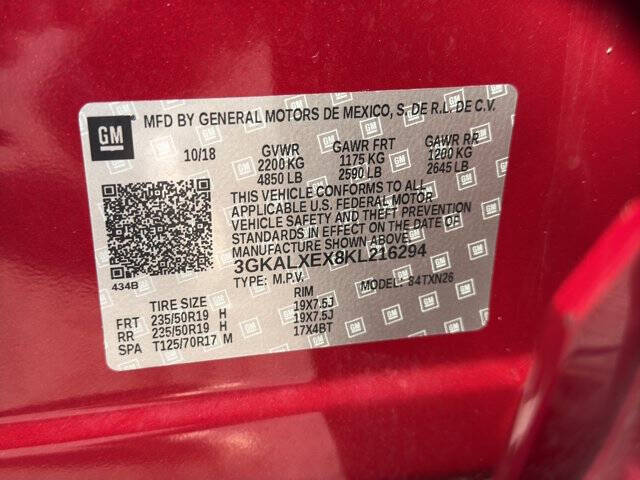 GM MFD BY GENERAL MOTORS DE MEXICO, S. DE R.L. DE C.V.
10/18 GVWR GAWR FRT GAWR RR
2200 KG 1175 KG 1200 KG
4850 LB 2590 LB 2645 LB
THIS VEHICLE CONFORMS TO ALL
APPLICABLE U.S. FEDERAL MOTOR
VEHICLE SAFETY AND THEFT PREVENTION
STANDARDS IN EFFECT ON THE DATE OF
MANUFACTURE SHOWN ABOVE.
3GKALXEX8KL216294
434B TYPE: M.P.V. MODEL: 84TXN26
TIRE SIZE RIM
FRT 235/50R19 H 19X7.5J
RR 235/50R19 H 19X7.5J
SPA T125/70R17 M 17X4BT